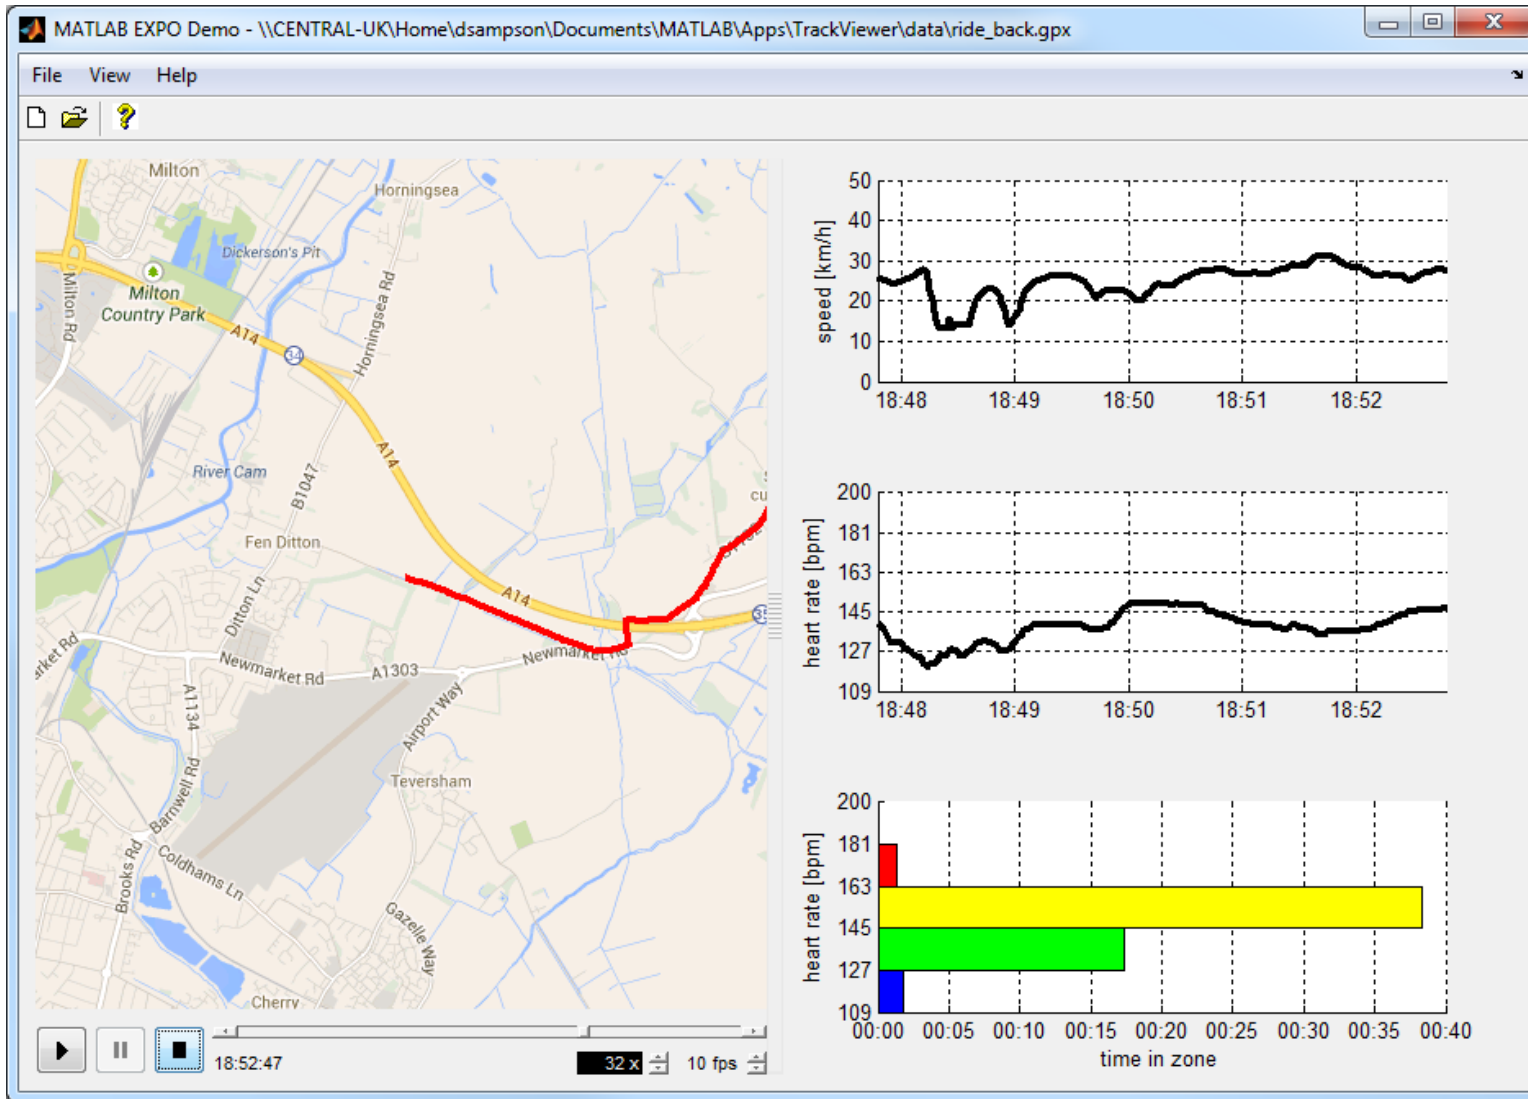 MATLAB EXPO Demo - \\CENTRAL-UK\Home\dsampson\Documents\MATLAB\Apps\TrackViewer\data\ride_back.gpx
File View Help
Milton
Horningsea
Dickerson's Pit
Milton Rd
Milton
Country Park
Horningsea Rd
A14
34
A14
River Cam
B1047
cu
Fen Ditton
A14
35
Ditton Ln
Newmarket Rd
Newmarket Rd
A1303
A1134
Airport Way
Teversham
Barnwell Rd
Brooks Rd
Coldhams Ln
Gazelle Way
Cherry
18:52:47
32 x
10 fps
speed [km/h]
50
40
30
20
10
0
18:48 18:49 18:50 18:51 18:52
heart rate [bpm]
200
181
163
145
127
109
18:48 18:49 18:50 18:51 18:52
heart rate [bpm]
200
181
163
145
127
109
00:00 00:05 00:10 00:15 00:20 00:25 00:30 00:35 00:40
time in zone